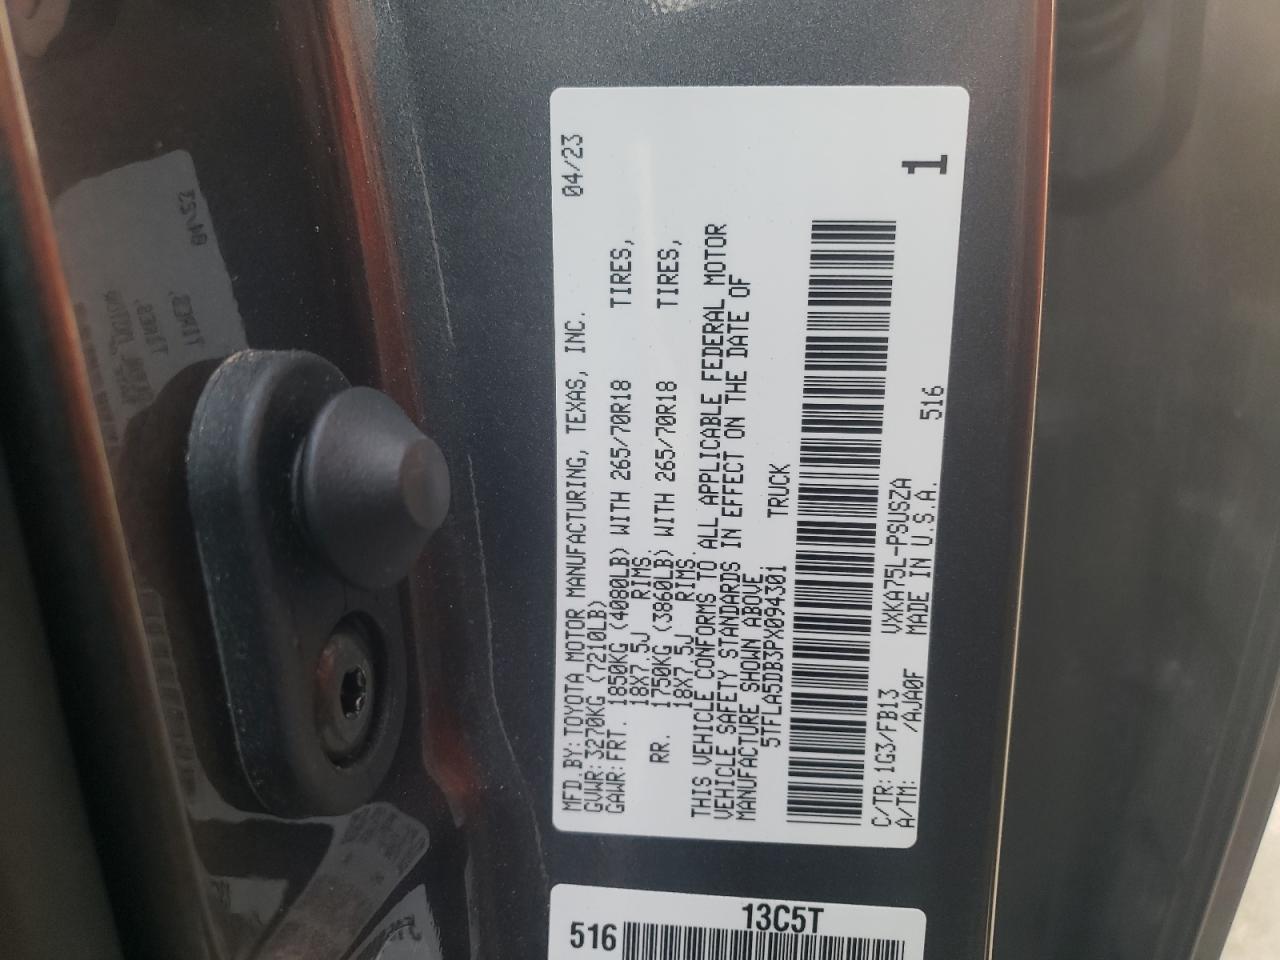 MFD.BY:TOYOTA MOTOR MANUFACTURING, TEXAS, INC. 04/23
GVWR:3270KG (7210LB)
GAWR:FRT. 1850KG (4080LB) WITH 265/70R18 TIRES,
18X7.5J RIMS.
RR. 1750KG (3860LB) WITH 265/70R18 TIRES,
18X7.5J RIMS.
THIS VEHICLE CONFORMS TO ALL APPLICABLE FEDERAL MOTOR
VEHICLE SAFETY STANDARDS IN EFFECT ON THE DATE OF
MANUFACTURE SHOWN ABOVE.
5TFLA5DB3PX094301 TRUCK
C/TR:1G3/FB13 VXKA75L-PSUSZA
A/TM: /AJA0F MADE IN U.S.A. 516
1
13C5T
516